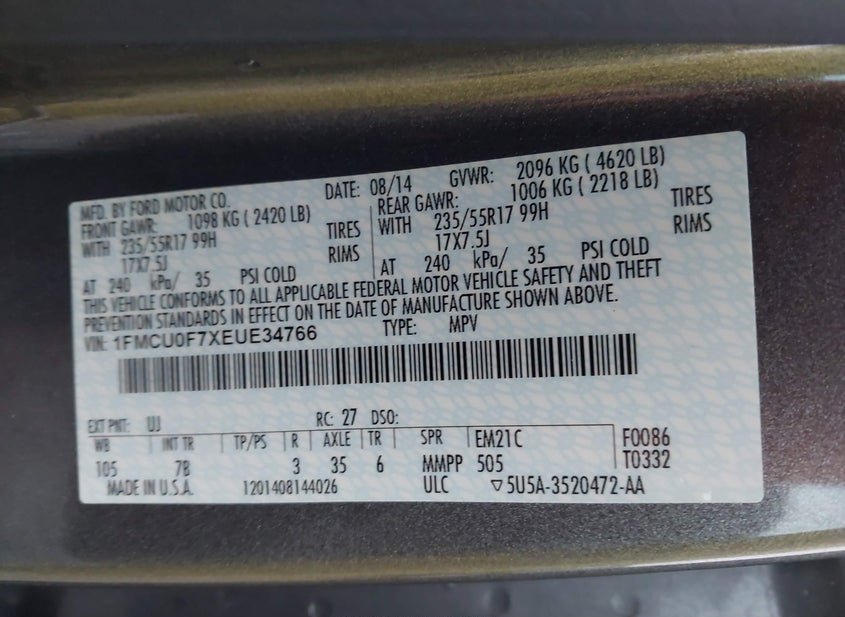 MFD. BY FORD MOTOR CO. DATE: 08/14 GVWR: 2096 KG ( 4620 LB)
FRONT GAWR: 1098 KG ( 2420 LB) REAR GAWR: 1006 KG ( 2218 LB)
WITH 235/55R17 99H TIRES WITH 235/55R17 99H TIRES
17X7.5J RIMS 17X7.5J RIMS
AT 240 kPa/ 35 PSI COLD AT 240 kPa/ 35 PSI COLD
THIS VEHICLE CONFORMS TO ALL APPLICABLE FEDERAL MOTOR VEHICLE SAFETY AND THEFT
PREVENTION STANDARDS IN EFFECT ON THE DATE OF MANUFACTURE SHOWN ABOVE.
VIN: 1FMCU0F7XEUE34766 TYPE: MPV
EXT PNT: UJ RC: 27 DSO:
WB INT TR TP/PS R AXLE TR SPR EM21C F0086
105 7B 3 35 6 MMPP 505 T0332
MADE IN U.S.A. 1201408144026 ULC ▽5U5A-3520472-AA